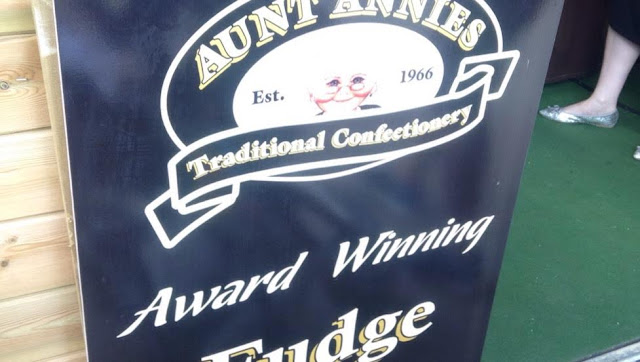 AUNT ANNIES
Est. 1966
Traditional Confectionery
Award Winning
Fudge